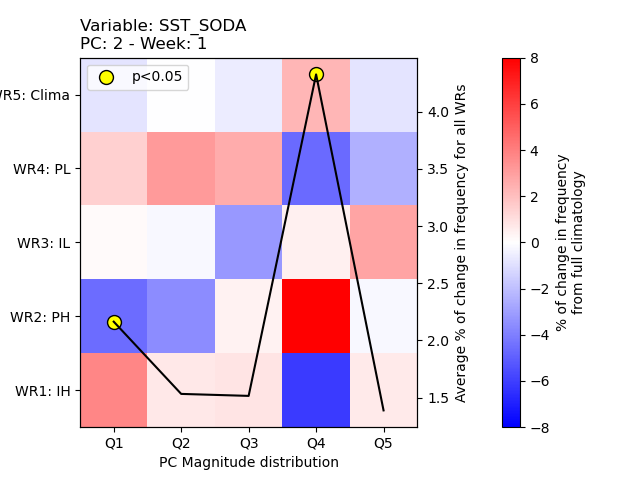 Variable: SST_SODA
PC: 2 - Week: 1
p<0.05
WR5: Clima
WR4: PL
WR3: IL
WR2: PH
WR1: IH
Q1 Q2 Q3 Q4 Q5
PC Magnitude distribution
4.0
3.5
3.0
2.5
2.0
1.5
Average % of change in frequency for all WRs
8
6
4
2
0
−2
−4
−6
−8
% of change in frequency
from full climatology